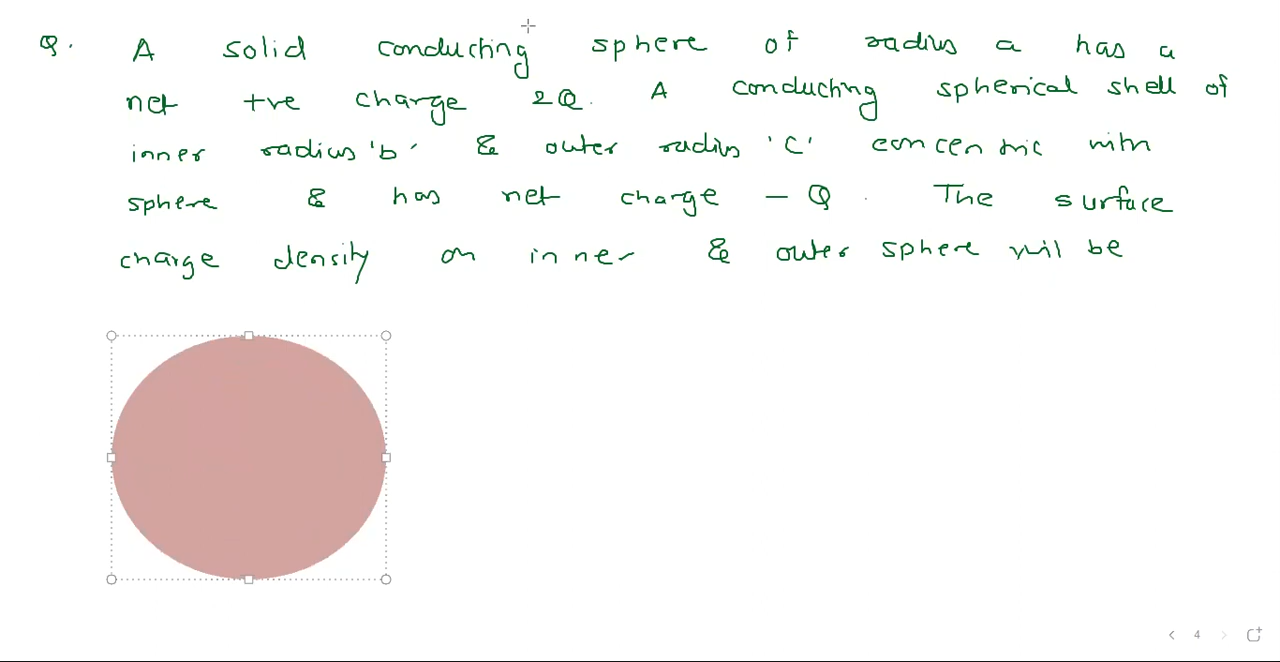 Q. A solid conducting sphere of radius a has a
net +ve charge 2Q. A conducting spherical shell of
inner radius 'b' & outer radius 'C' concentric with
sphere & has net charge - Q. The surface
charge density on inner & outer sphere will be
4